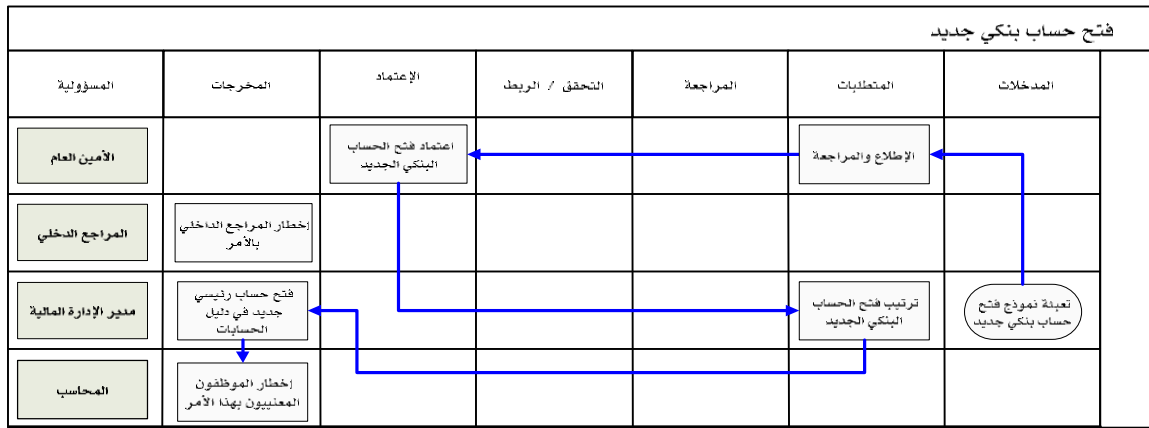 فتح حساب بنكي جديد
المدخلات
المتطلبات
المراجعة
التحقق / الربط
الإعتماد
المخرجات
المسؤولية
الإطلاع والمراجعة
اعتماد فتح الحساب
البنكي الجديد
الأمين العام
إخطار المراجع الداخلي
بالأمر
المراجع الدخلي
تعبئة نموذج فتح
حساب بنكي جديد
ترتيب فتح الحساب
البنكي الجديد
فتح حساب رئيسي
جديد في دليل
الحسابات
مدير الإدارة المالية
إخطار الموظفون
المعنييون بهذا الأمر
المحاسب